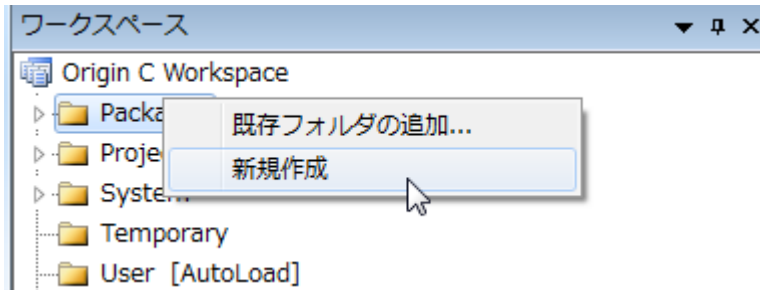 ワークスペース
Origin C Workspace
既存フォルダの追加...
新規作成
Temporary
User [AutoLoad]